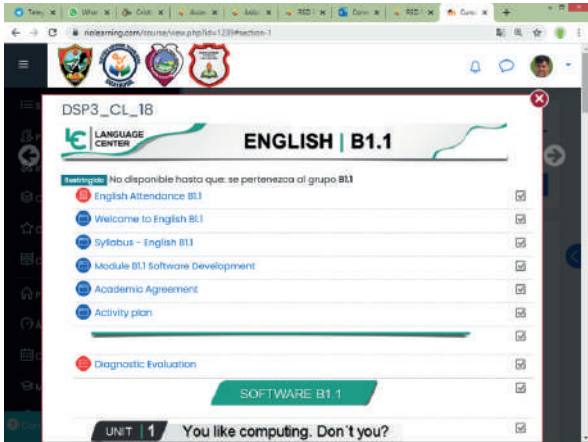 nelearning.com/course/view.php?id=1239#section-1
DSP3_CL_18
LC LANGUAGE
CENTER
ENGLISH | B1.1
Restringido No disponible hasta que: se pertenezca al grupo B1.1
English Attendance B1.1
Welcome to English B1.1
Syllabus - English B1.1
Module B1.1 Software Development
Academic Agreement
Activity plan
Diagnostic Evaluation
SOFTWARE B1.1
UNIT 1 You like computing. Don´t you?